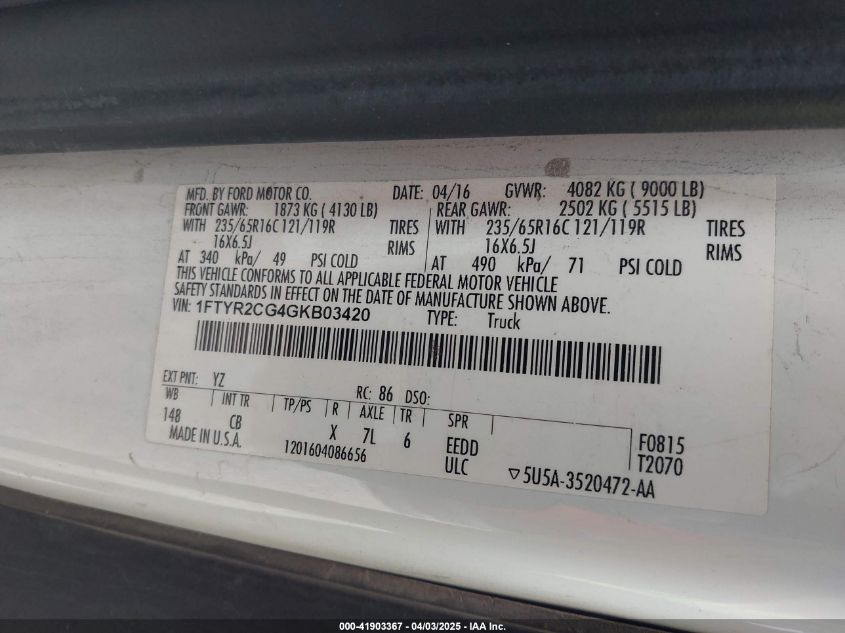 MFD. BY FORD MOTOR CO. DATE: 04/16 GVWR: 4082 KG ( 9000 LB)
FRONT GAWR: 1873 KG ( 4130 LB) REAR GAWR: 2502 KG ( 5515 LB)
WITH 235/65R16C 121/119R TIRES WITH 235/65R16C 121/119R TIRES
16X6.5J RIMS 16X6.5J RIMS
AT 340 kPa/ 49 PSI COLD AT 490 kPa/ 71 PSI COLD
THIS VEHICLE CONFORMS TO ALL APPLICABLE FEDERAL MOTOR VEHICLE
SAFETY STANDARDS IN EFFECT ON THE DATE OF MANUFACTURE SHOWN ABOVE.
VIN: 1FTYR2CG4GKB03420 TYPE: Truck
EXT PNT: YZ RC: 86 DSO:
WB INT TR TP/PS R AXLE TR SPR
148 CB X 7L 6 EEDD F0815
MADE IN U.S.A. 1201604086656 ULC T2070
▽5U5A-3520472-AA
000-41903367 - 04/03/2025 - IAA Inc.